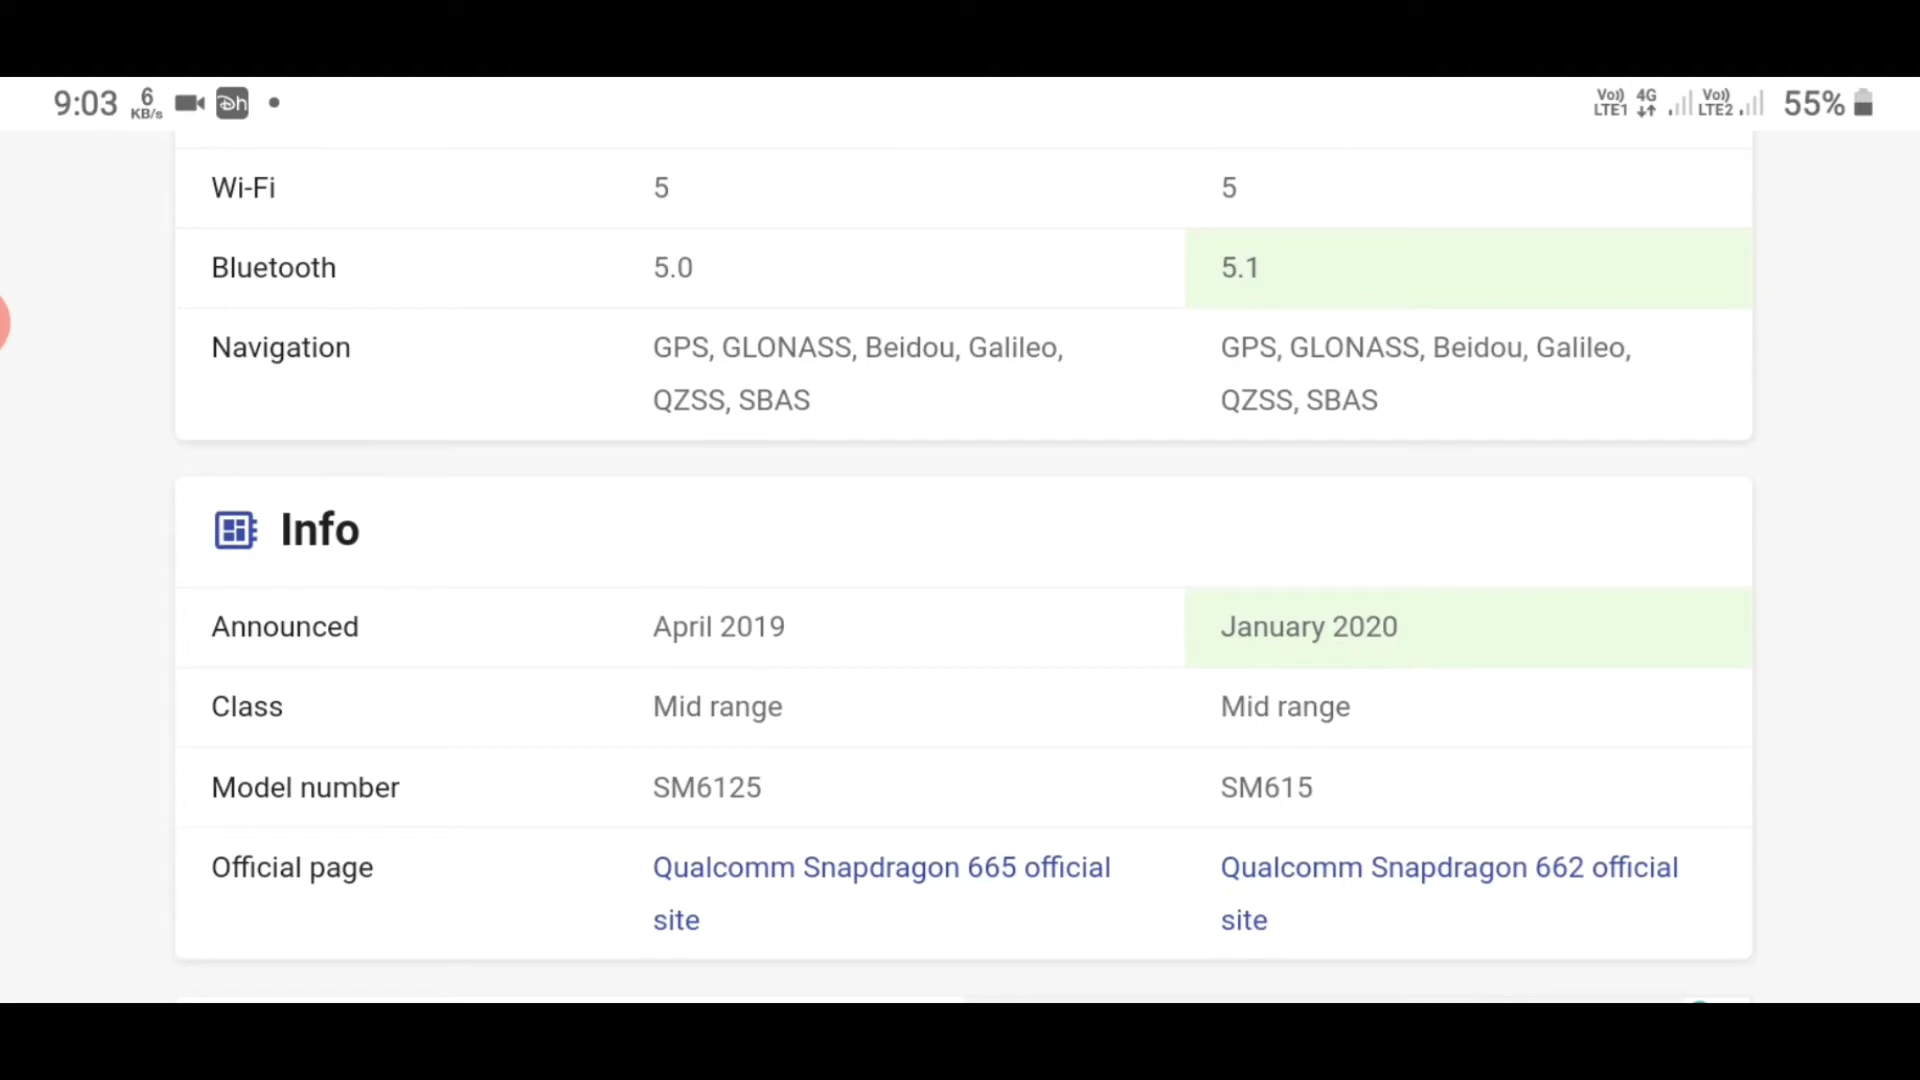 9:03 6 KB/s Dh Vo)) LTE1 4G Vo)) LTE2 55%
Wi-Fi 5 5
Bluetooth 5.0 5.1
Navigation GPS, GLONASS, Beidou, Galileo, GPS, GLONASS, Beidou, Galileo,
QZSS, SBAS QZSS, SBAS
Info
Announced April 2019 January 2020
Class Mid range Mid range
Model number SM6125 SM615
Official page Qualcomm Snapdragon 665 official Qualcomm Snapdragon 662 official
site site